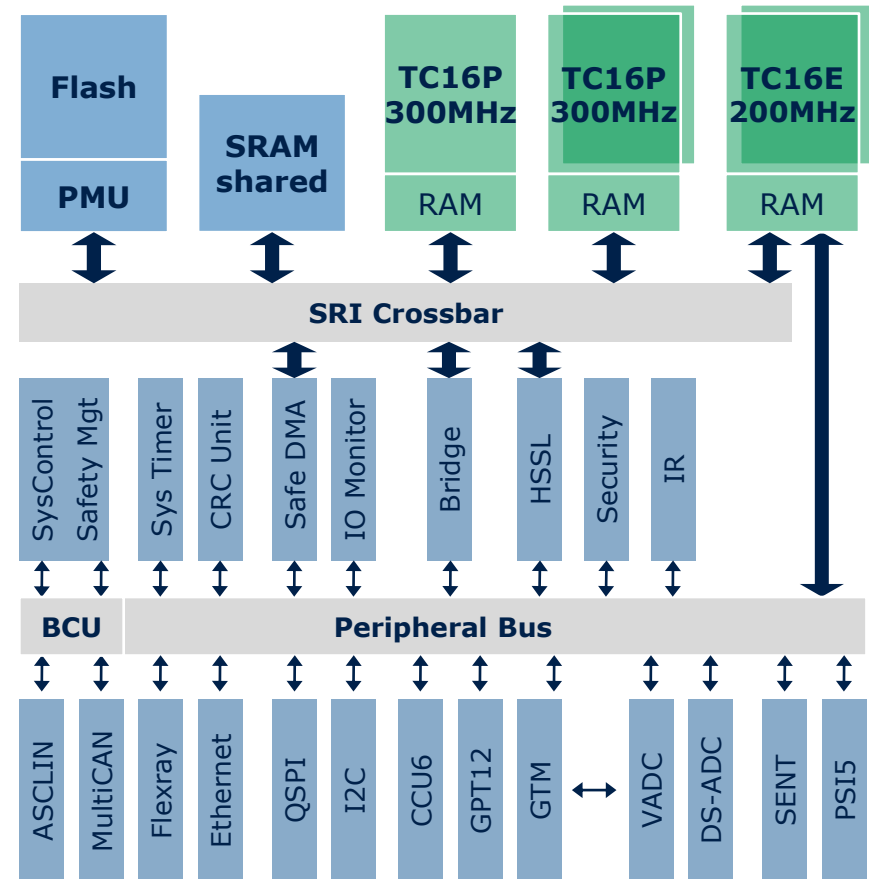 Flash
PMU
SRAM
shared
TC16P
300MHz
RAM
TC16P
300MHz
RAM
TC16E
200MHz
RAM
SRI Crossbar
SysControl
Safety Mgt
Sys Timer
CRC Unit
Safe DMA
IO Monitor
Bridge
HSSL
Security
IR
BCU
Peripheral Bus
ASCLIN
MultiCAN
Flexray
Ethernet
QSPI
I2C
CCU6
GPT12
GTM
VADC
DS-ADC
SENT
PSI5